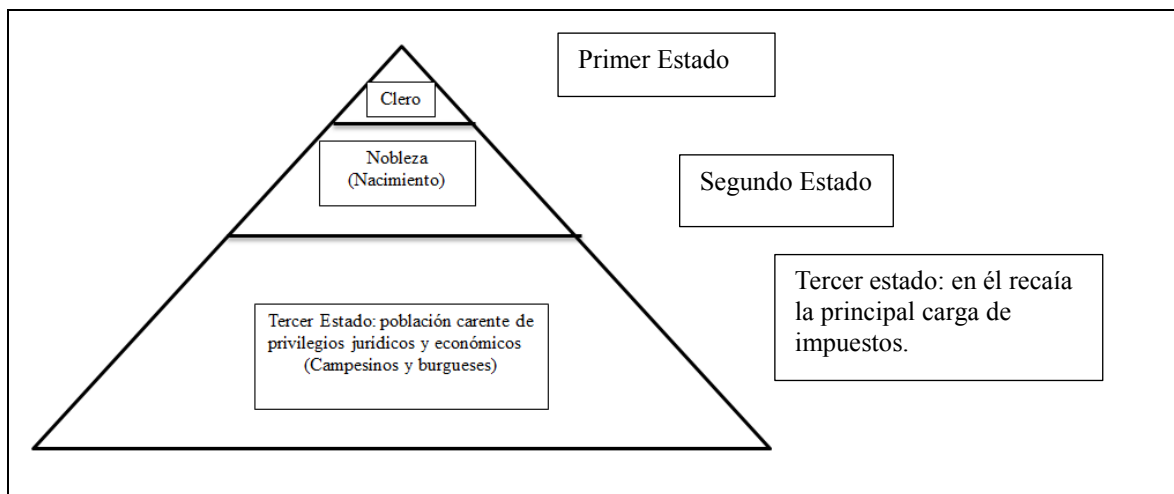 Primer Estado
Clero
Nobleza
(Nacimiento)
Segundo Estado
Tercer estado: en él recaía
la principal carga de
impuestos.
Tercer Estado: población carente de
privilegios jurídicos y económicos
(Campesinos y burgueses)